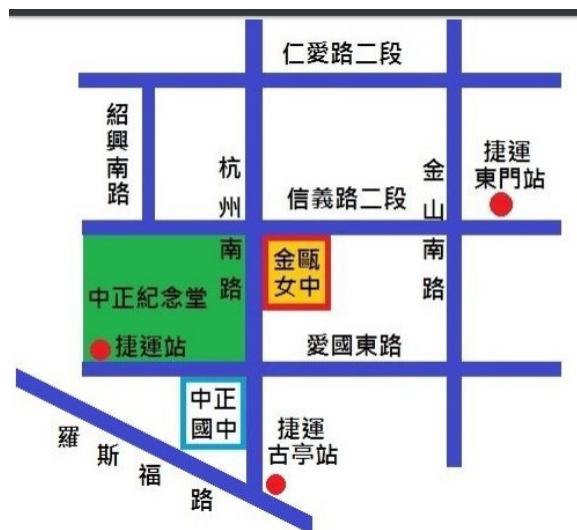 仁愛路二段
紹興南路
杭州南路
信義路二段
金山南路
捷運
東門站
金甌
女中
中正紀念堂
捷運站
愛國東路
中正
國中
羅斯福路
捷運
古亭站